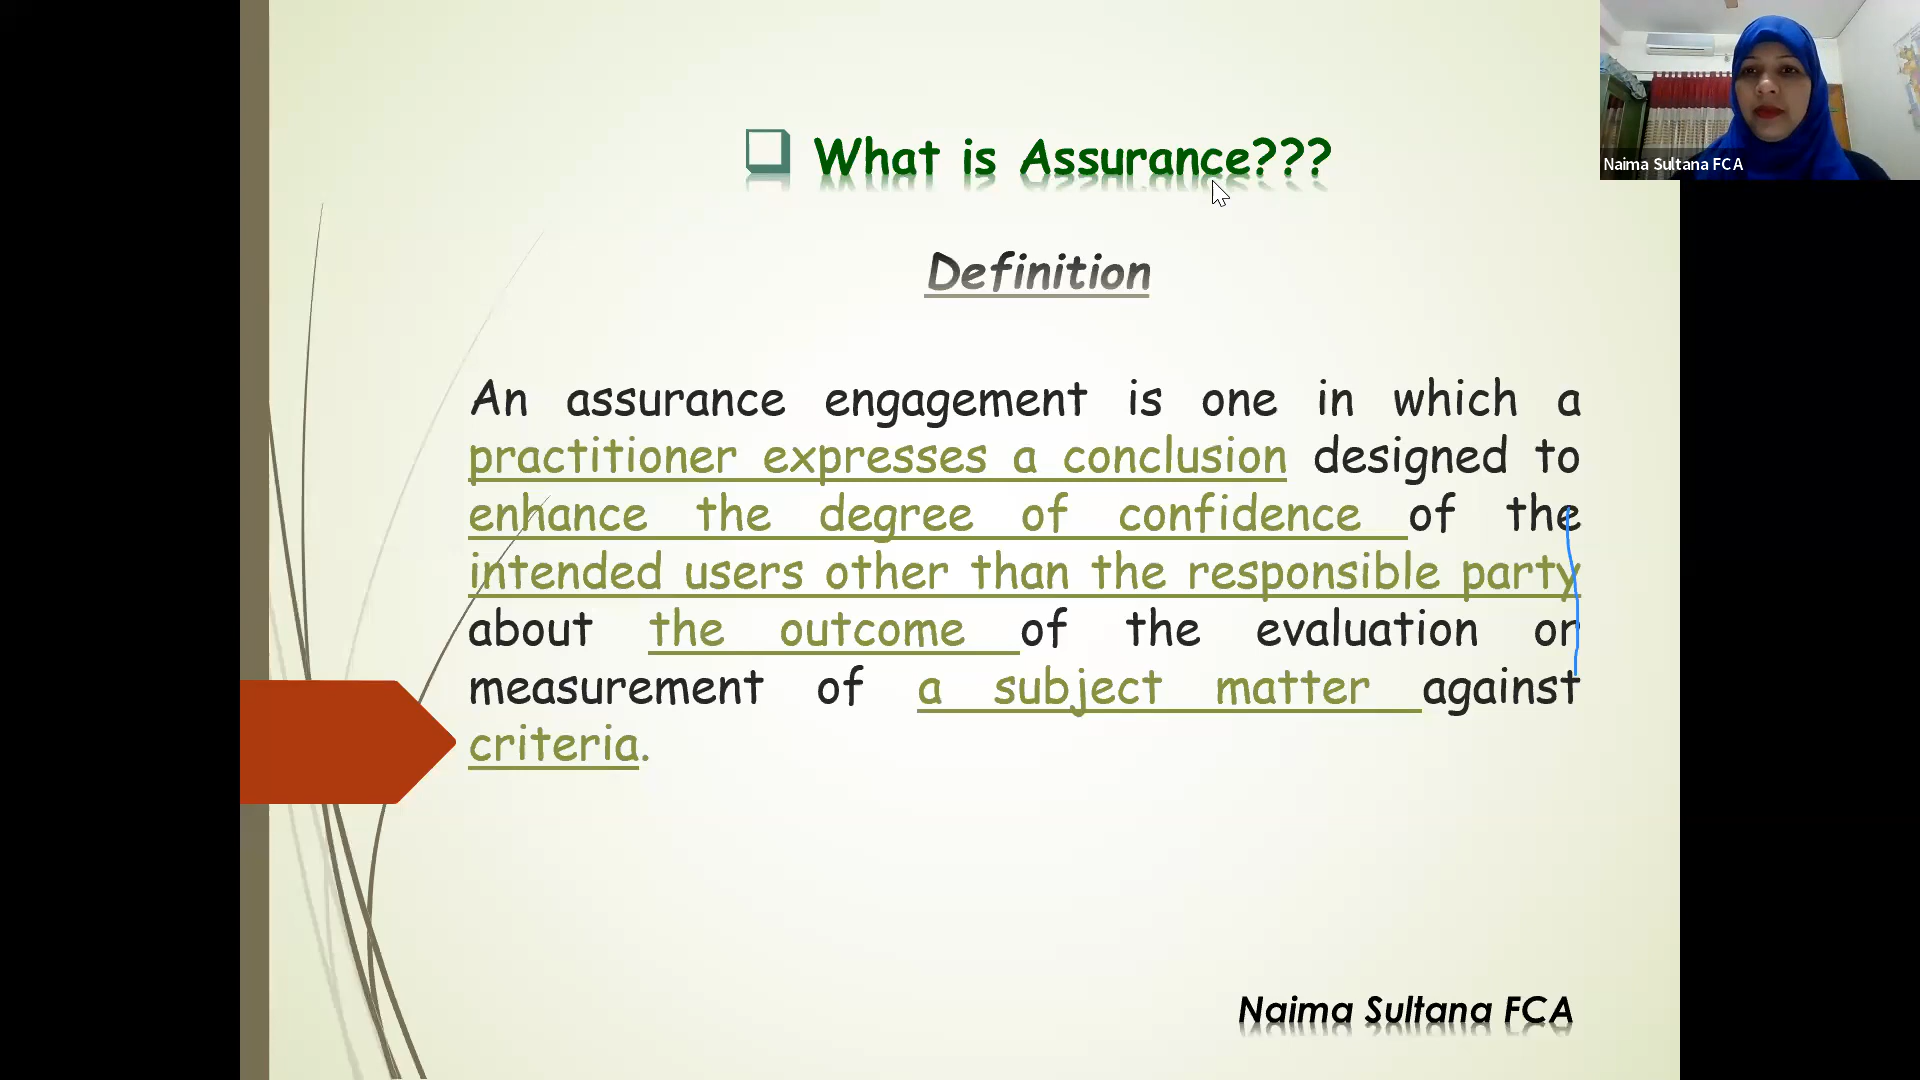 What is Assurance???
Naima Sultana FCA
Definition
An assurance engagement is one in which a
practitioner expresses a conclusion designed to
enhance the degree of confidence of the
intended users other than the responsible party
about the outcome of the evaluation or
measurement of a subject matter against
criteria.
Naima Sultana FCA